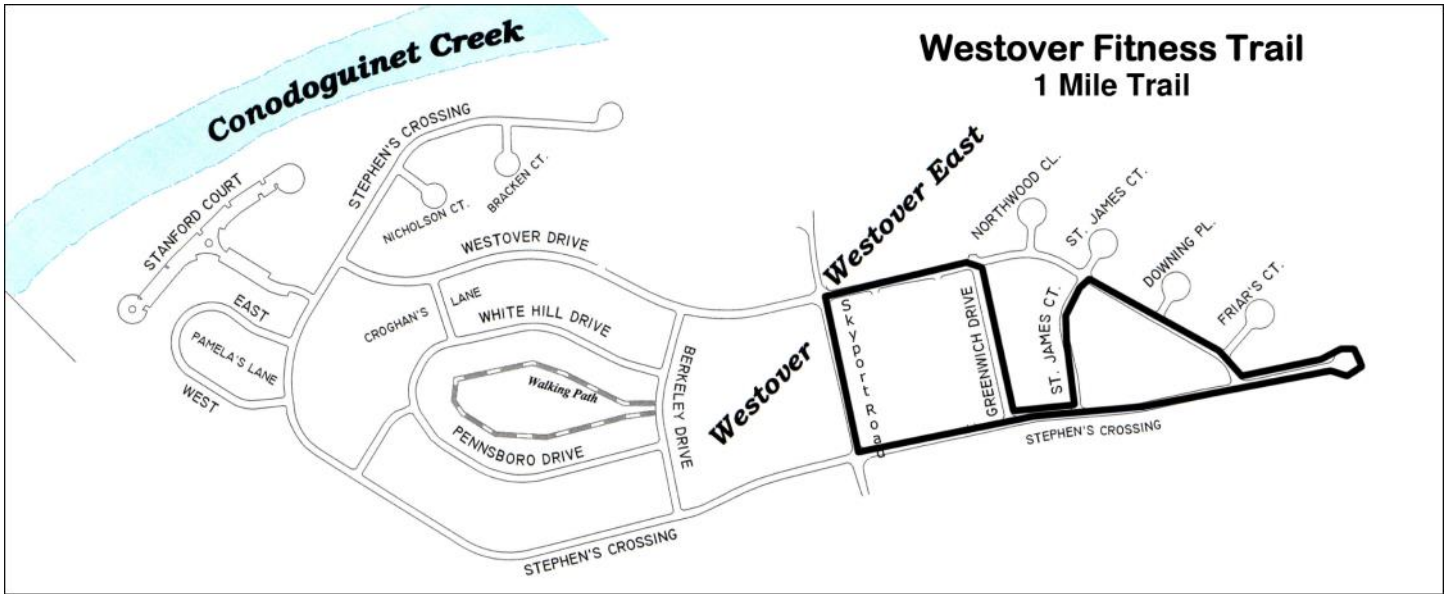 Westover Fitness Trail
1 Mile Trail
Conodoguinet Creek
STEPHEN'S CROSSING
BRACKEN CT.
NICHOLSON CT.
STANFORD COURT
WESTOVER DRIVE
EAST
PAMELA'S LANE
WEST
CROGHAN'S
LANE
WHITE HILL DRIVE
Walking Path
PENNSBORO DRIVE
BERKELEY DRIVE
STEPHEN'S CROSSING
Westover
Westover East
Skyport Road
GREENWICH DRIVE
NORTHWOOD CL.
ST. JAMES CT.
ST. JAMES CT.
DOWNING PL.
FRIAR'S CT.
STEPHEN'S CROSSING